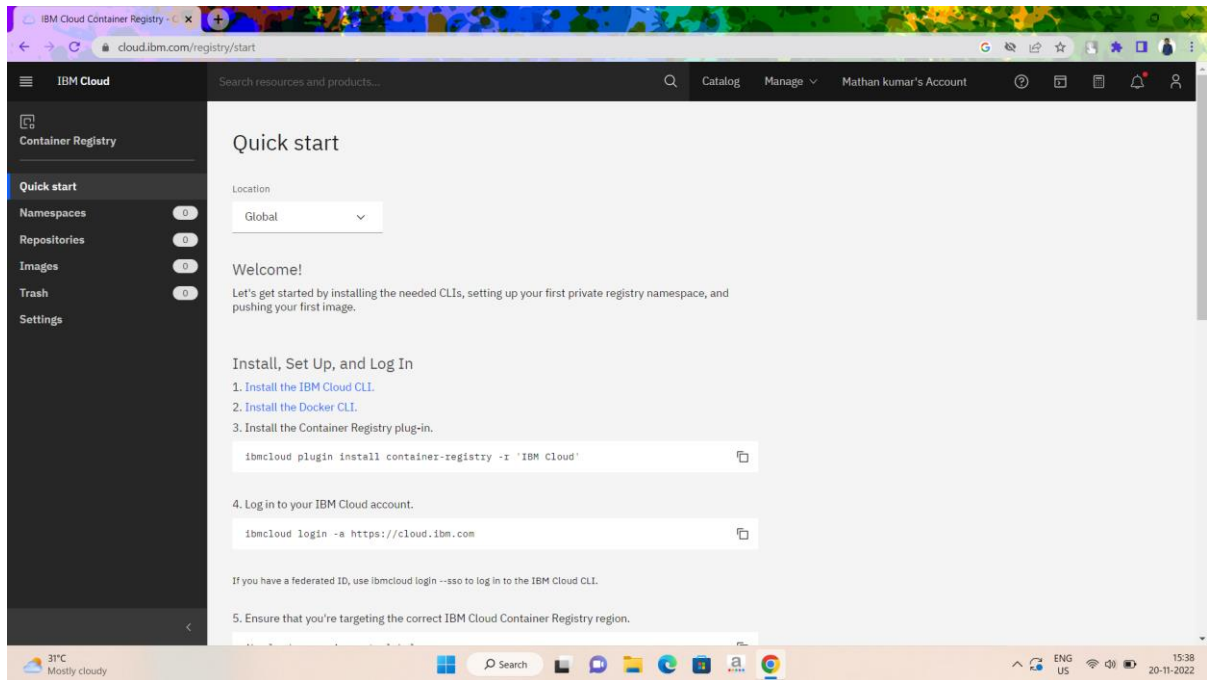 IBM Cloud Container Registry - C
cloud.ibm.com/registry/start
IBM Cloud
Search resources and products...
Catalog
Manage
Mathan kumar's Account
Container Registry
Quick start
Namespaces 0
Repositories 0
Images 0
Trash 0
Settings
Quick start
Location
Global
Welcome!
Let's get started by installing the needed CLIs, setting up your first private registry namespace, and
pushing your first image.
Install, Set Up, and Log In
1. Install the IBM Cloud CLI.
2. Install the Docker CLI.
3. Install the Container Registry plug-in.
ibmcloud plugin install container-registry -r 'IBM Cloud'
4. Log in to your IBM Cloud account.
ibmcloud login -a https://cloud.ibm.com
If you have a federated ID, use ibmcloud login --sso to log in to the IBM Cloud CLI.
5. Ensure that you're targeting the correct IBM Cloud Container Registry region.
31°C
Mostly cloudy
Search
ENG
US
15:38
20-11-2022